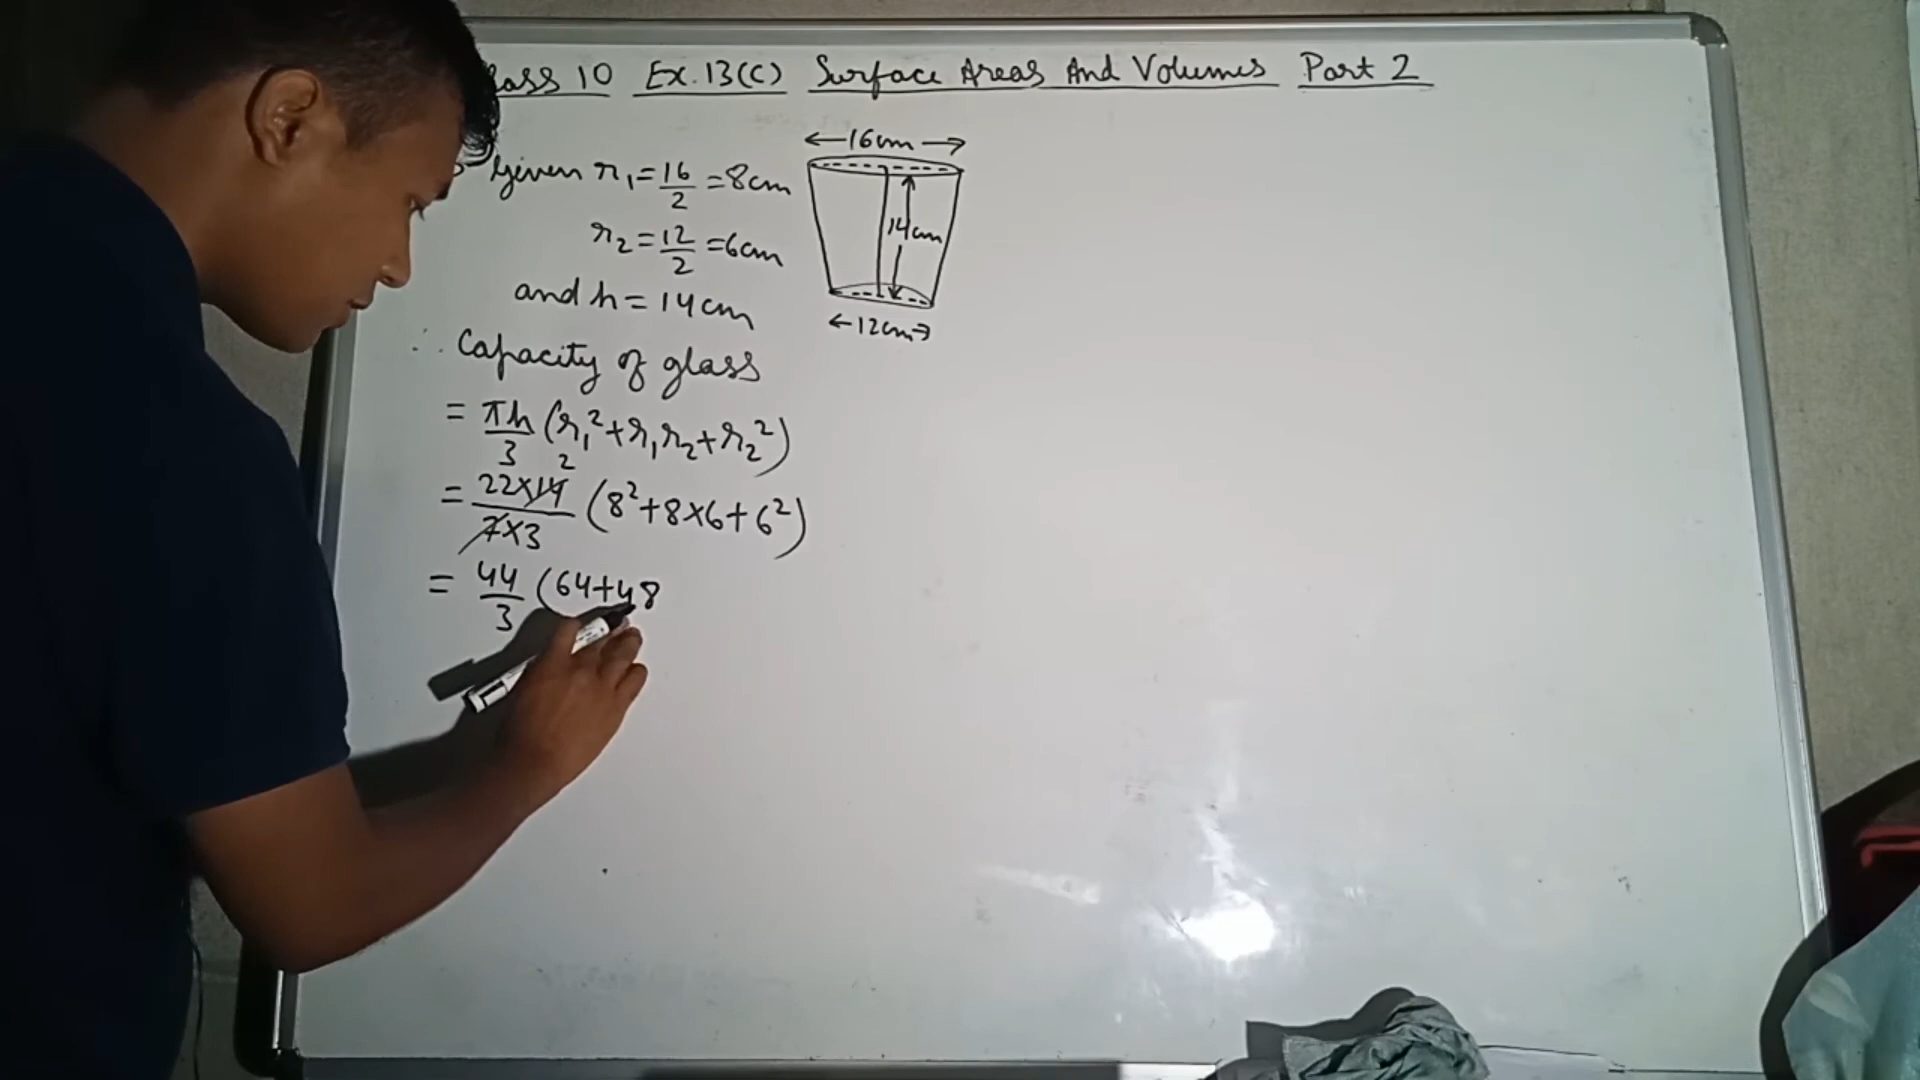 lass 10 Ex.13(C) Surface Areas And Volumes Part 2
Given r₁ = 16/2 = 8cm
r₂ = 12/2 = 6cm
and h = 14cm
16cm
14cm
12cm
∴ Capacity of glass
= πh/3 (r₁² + r₁r₂ + r₂²)
2
= 22×14/7×3 (8² + 8×6 + 6²)
= 44/3 (64+48